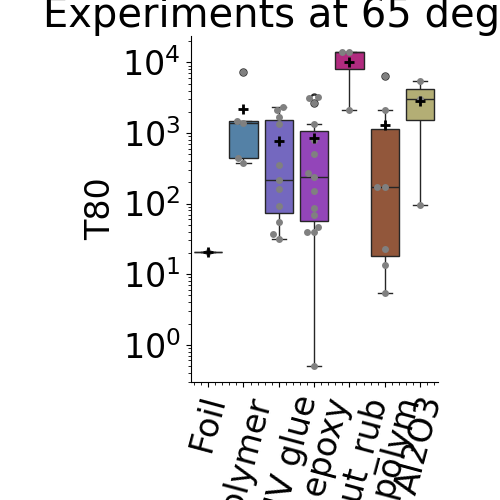 Experiments at 65 deg
10^4
10^3
10^2
10^1
10^0
T80
Foil
olymer
V glue
epoxy
ut_rub
polym
Al2O3